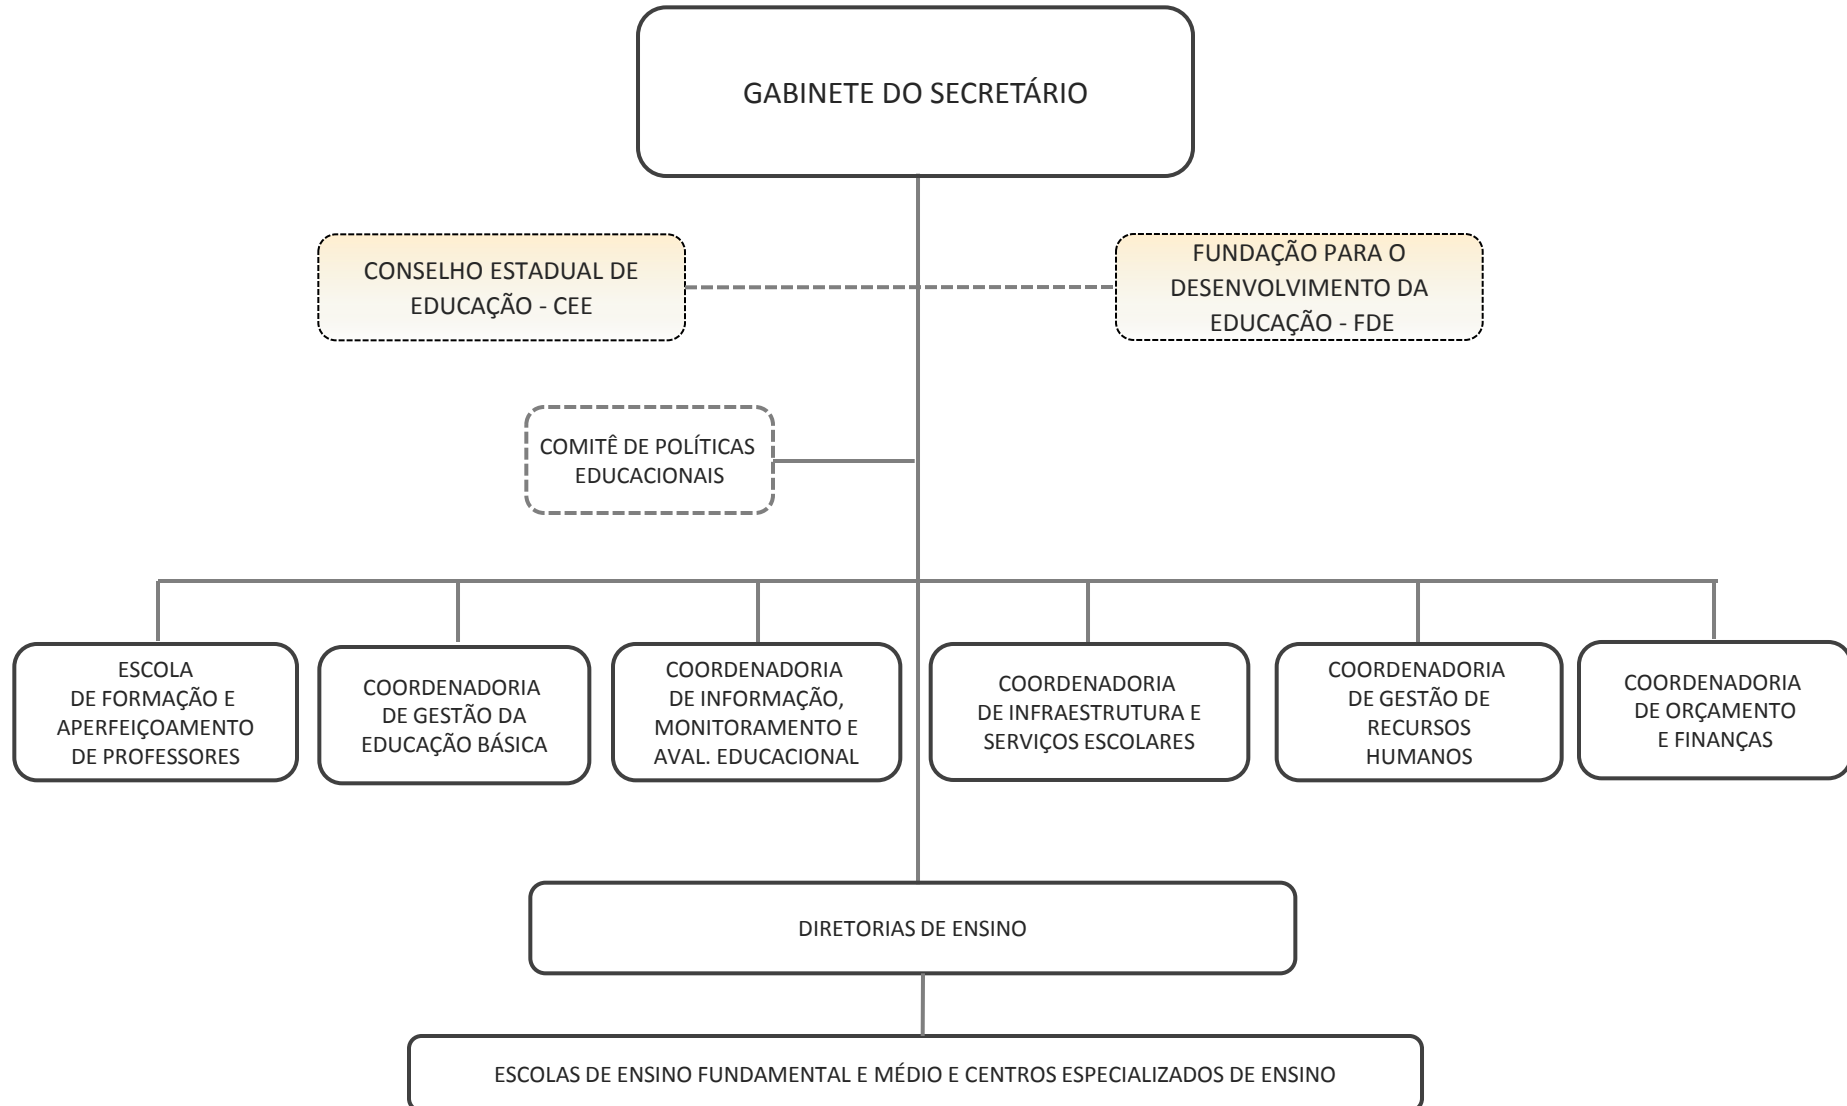 GABINETE DO SECRETÁRIO
CONSELHO ESTADUAL DE
EDUCAÇÃO - CEE
FUNDAÇÃO PARA O
DESENVOLVIMENTO DA
EDUCAÇÃO - FDE
COMITÊ DE POLÍTICAS
EDUCACIONAIS
ESCOLA
DE FORMAÇÃO E
APERFEIÇOAMENTO
DE PROFESSORES
COORDENADORIA
DE GESTÃO DA
EDUCAÇÃO BÁSICA
COORDENADORIA
DE INFORMAÇÃO,
MONITORAMENTO E
AVAL. EDUCACIONAL
COORDENADORIA
DE INFRAESTRUTURA E
SERVIÇOS ESCOLARES
COORDENADORIA
DE GESTÃO DE
RECURSOS
HUMANOS
COORDENADORIA
DE ORÇAMENTO
E FINANÇAS
DIRETORIAS DE ENSINO
ESCOLAS DE ENSINO FUNDAMENTAL E MÉDIO E CENTROS ESPECIALIZADOS DE ENSINO